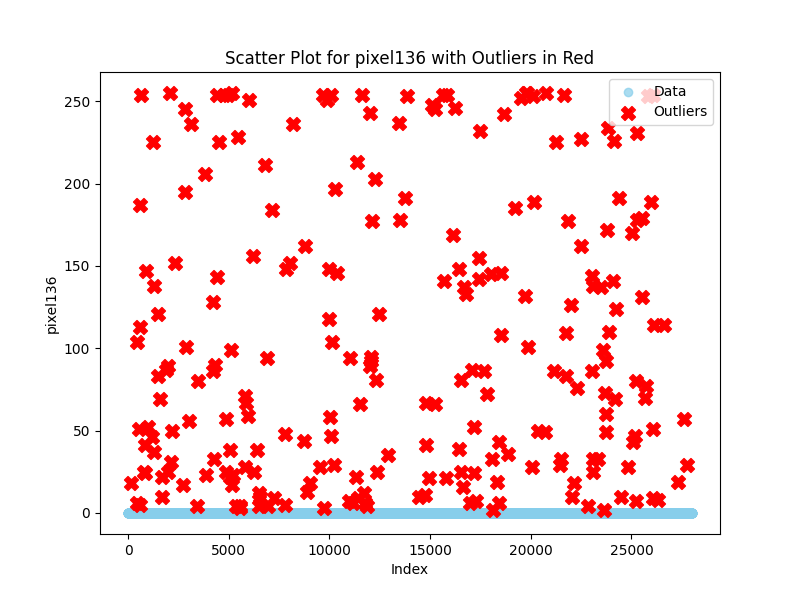 Scatter Plot for pixel136 with Outliers in Red
Data
Outliers
pixel136
250
200
150
100
50
0
0 5000 10000 15000 20000 25000
Index